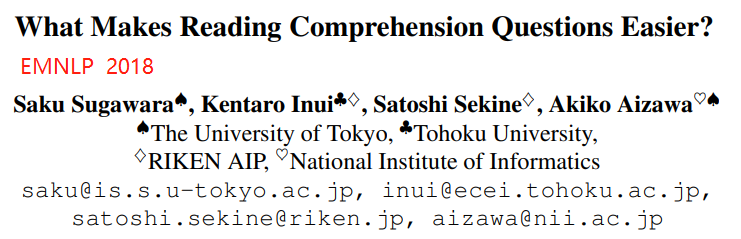 What Makes Reading Comprehension Questions Easier?
EMNLP 2018
Saku Sugawara♠, Kentaro Inui♣♢, Satoshi Sekine♢, Akiko Aizawa♡♠
♠The University of Tokyo, ♣Tohoku University,
♢RIKEN AIP, ♡National Institute of Informatics
saku@is.s.u-tokyo.ac.jp, inui@ecei.tohoku.ac.jp,
satoshi.sekine@riken.jp, aizawa@nii.ac.jp